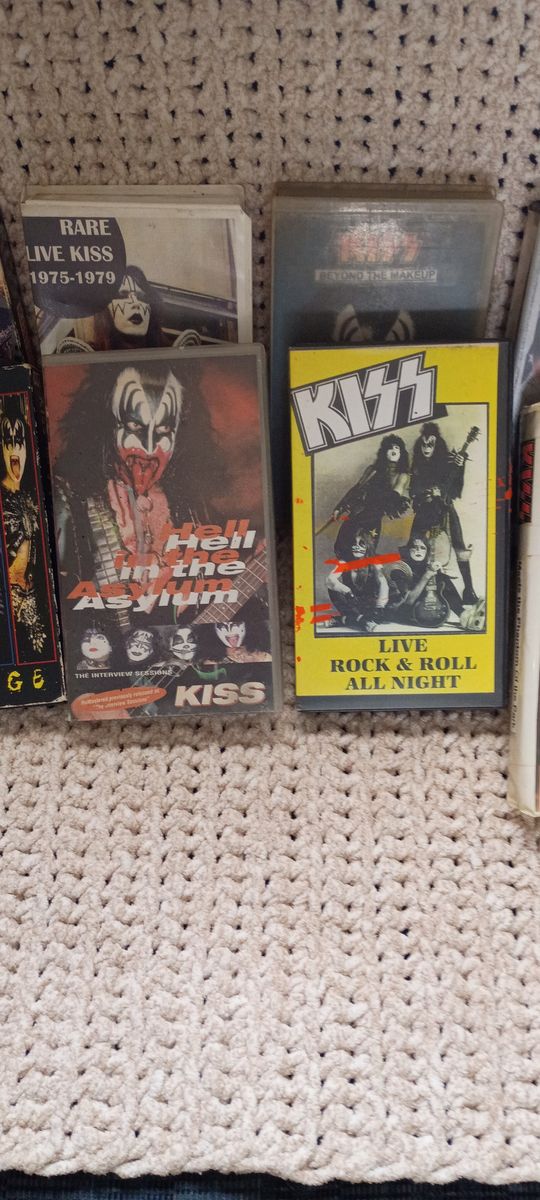 RARE
LIVE KISS
1975-1979
KISS
BEYOND THE MAKEUP
Hell
in the
Asylum
THE INTERVIEW SESSIONS
KISS
KISS
LIVE
ROCK & ROLL
ALL NIGHT
G E